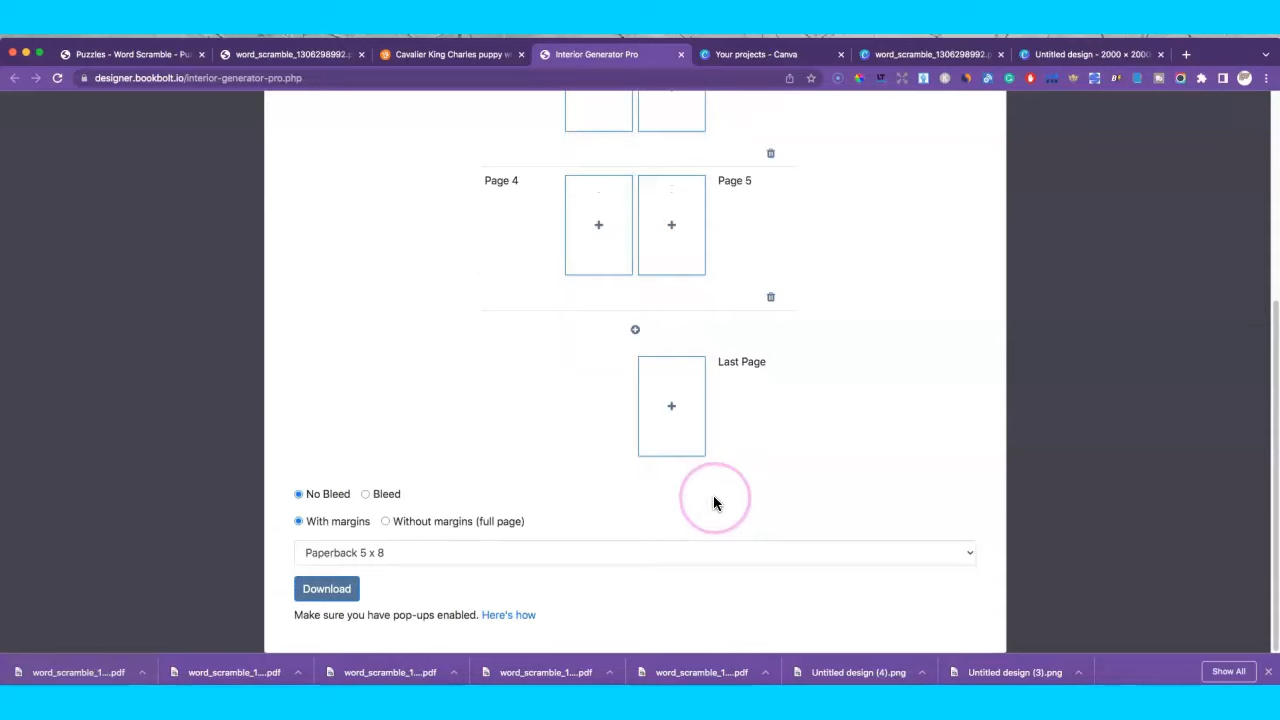 Puzzles - Word Scramble - Pu
word_scramble_1306298992.p
Cavalier King Charles puppy w
Interior Generator Pro
Your projects - Canva
word_scramble_1306298992.p
Untitled design - 2000 × 2000
designer.bookbolt.io/interior-generator-pro.php
Page 4
Page 5
Last Page
No Bleed
Bleed
With margins
Without margins (full page)
Paperback 5 x 8
Download
Make sure you have pop-ups enabled. Here's how
word_scramble_1....pdf
word_scramble_1....pdf
word_scramble_1....pdf
word_scramble_1....pdf
word_scramble_1....pdf
Untitled design (4).png
Untitled design (3).png
Show All